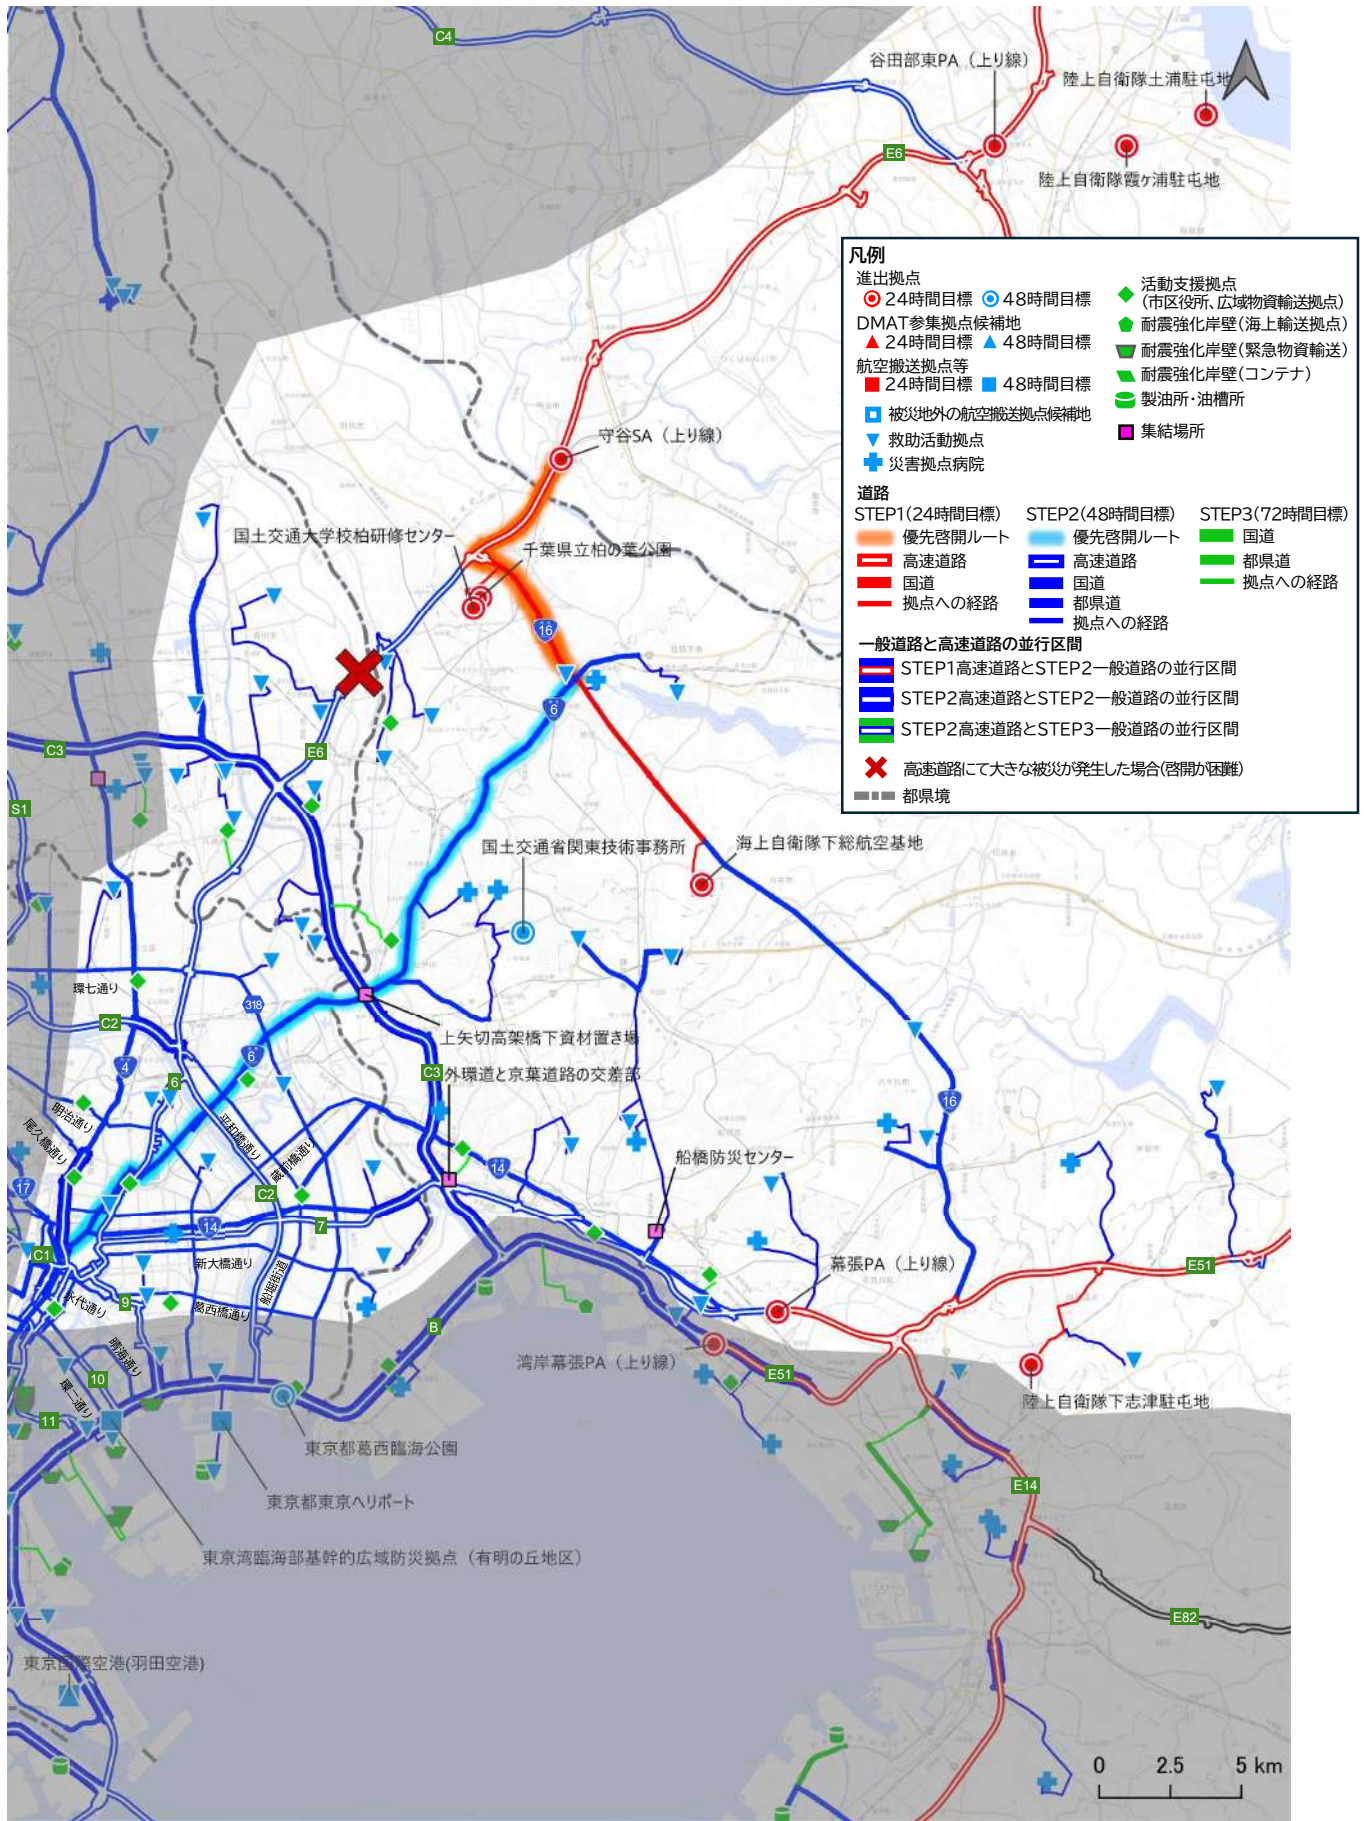 C4
谷田部東PA（上り線）
陸上自衛隊土浦駐屯地
E6
陸上自衛隊霞ヶ浦駐屯地
凡例
進出拠点
24時間目標
48時間目標
DMAT参集拠点候補地
24時間目標
48時間目標
航空搬送拠点等
24時間目標
48時間目標
被災地外の航空搬送拠点候補地
救助活動拠点
災害拠点病院
活動支援拠点
(市区役所、広域物資輸送拠点)
耐震強化岸壁(海上輸送拠点)
耐震強化岸壁(緊急物資輸送)
耐震強化岸壁(コンテナ)
製油所・油槽所
集結場所
道路
STEP1(24時間目標)
優先啓開ルート
高速道路
国道
拠点への経路
STEP2(48時間目標)
優先啓開ルート
高速道路
国道
都県道
拠点への経路
STEP3(72時間目標)
国道
都県道
拠点への経路
一般道路と高速道路の並行区間
STEP1高速道路とSTEP2一般道路の並行区間
STEP2高速道路とSTEP2一般道路の並行区間
STEP2高速道路とSTEP3一般道路の並行区間
高速道路にて大きな被災が発生した場合(啓開が困難)
都県境
守谷SA（上り線）
国土交通大学校柏研修センター
千葉県立柏の葉公園
16
6
C3
E6
S1
国土交通省関東技術事務所
海上自衛隊下総航空基地
環七通り
318
C2
上矢切高架橋下資材置き場
4
6
6
C3
外環道と京葉道路の交差部
16
明治通り
尾久橋通り
平和橋通り
蔵前橋通り
14
船橋防災センター
17
C2
14
7
C1
新大橋通り
幕張PA（上り線）
E51
永代通り
9
葛西橋通り
船堀街道
B
晴海通り
湾岸幕張PA（上り線）
E51
10
環二通り
陸上自衛隊下志津駐屯地
11
東京都葛西臨海公園
E14
東京都東京ヘリポート
東京湾臨海部基幹的広域防災拠点（有明の丘地区）
E82
東京国際空港(羽田空港)
0 2.5 5 km